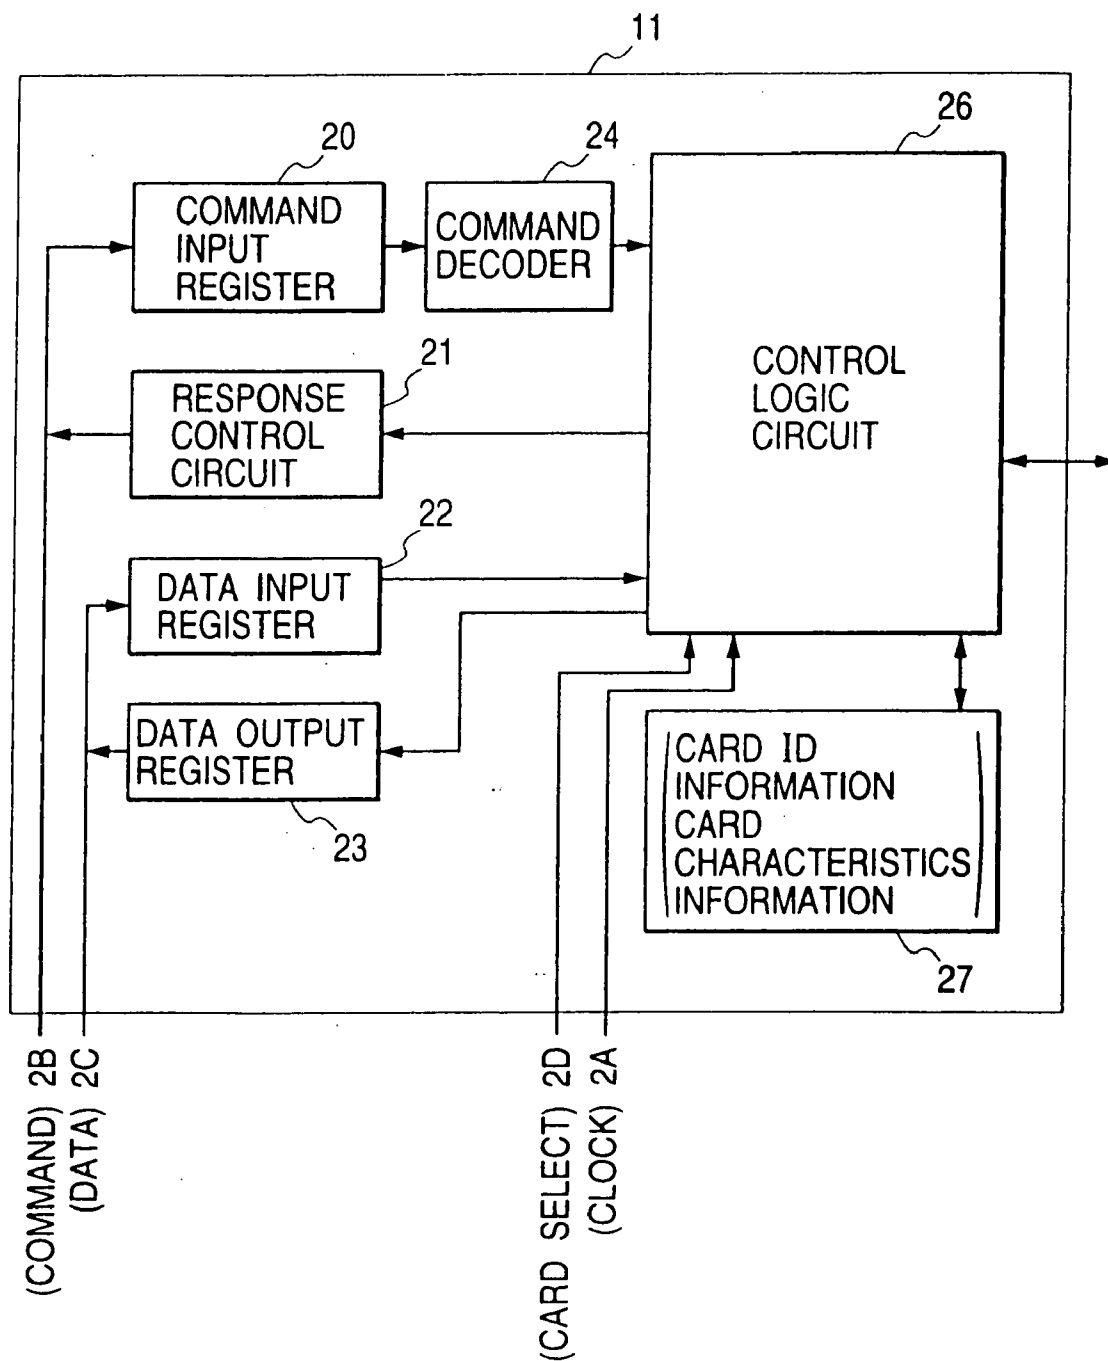 11
26
20
24
COMMAND
INPUT
REGISTER
COMMAND
DECODER
21
RESPONSE
CONTROL
CIRCUIT
CONTROL
LOGIC
CIRCUIT
22
DATA INPUT
REGISTER
DATA OUTPUT
REGISTER
23
CARD ID
INFORMATION
CARD
CHARACTERISTICS
INFORMATION
27
(COMMAND) 2B
(DATA) 2C
(CARD SELECT) 2D
(CLOCK) 2A